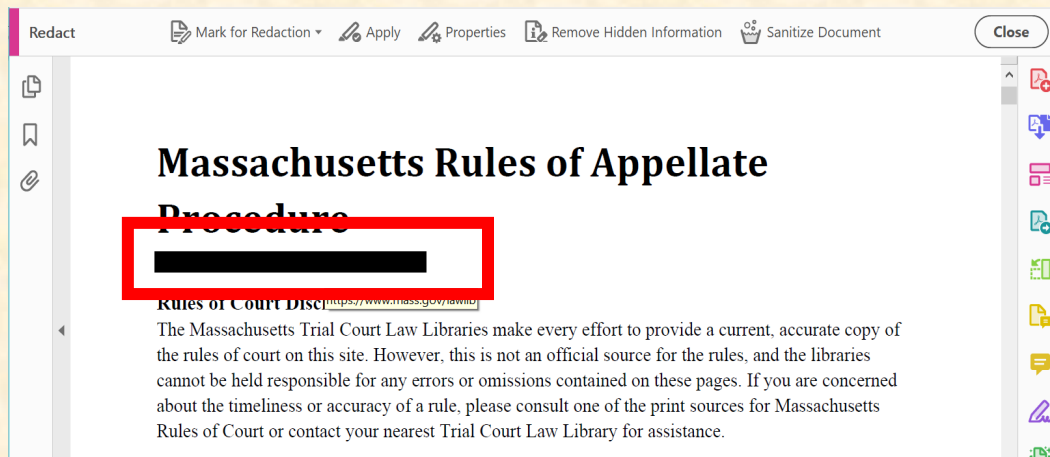 Redact Mark for Redaction Apply Properties Remove Hidden Information Sanitize Document Close
Massachusetts Rules of Appellate
Procedure
Rules of Court
https://www.mass.gov/lawlib
The Massachusetts Trial Court Law Libraries make every effort to provide a current, accurate copy of
the rules of court on this site. However, this is not an official source for the rules, and the libraries
cannot be held responsible for any errors or omissions contained on these pages. If you are concerned
about the timeliness or accuracy of a rule, please consult one of the print sources for Massachusetts
Rules of Court or contact your nearest Trial Court Law Library for assistance.